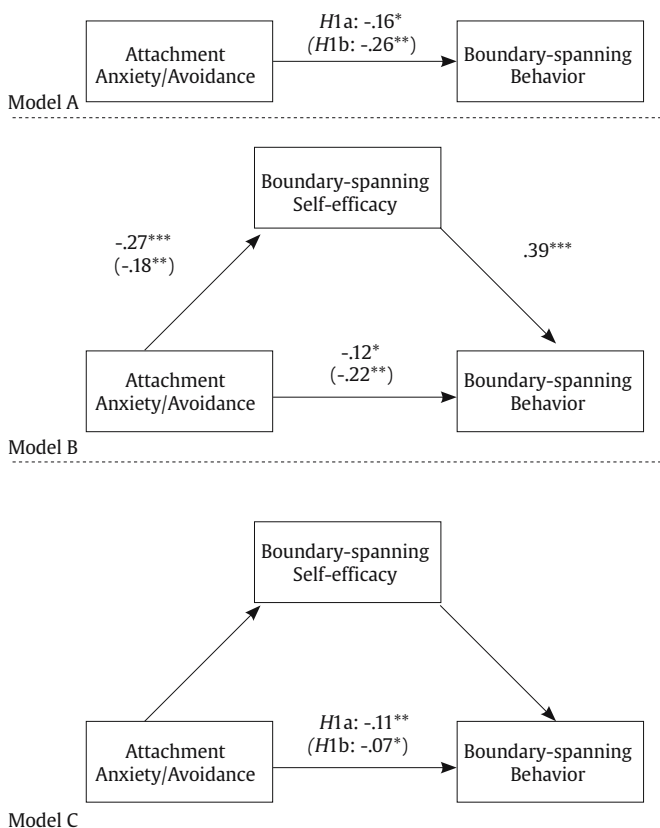 H1a: -.16*
(H1b: -.26**)
Attachment
Anxiety/Avoidance
Boundary-spanning
Behavior
Model A
Boundary-spanning
Self-efficacy
-.27***
(-.18**)
.39***
-.12*
(-.22**)
Attachment
Anxiety/Avoidance
Boundary-spanning
Behavior
Model B
Boundary-spanning
Self-efficacy
H1a: -.11**
(H1b: -.07*)
Attachment
Anxiety/Avoidance
Boundary-spanning
Behavior
Model C